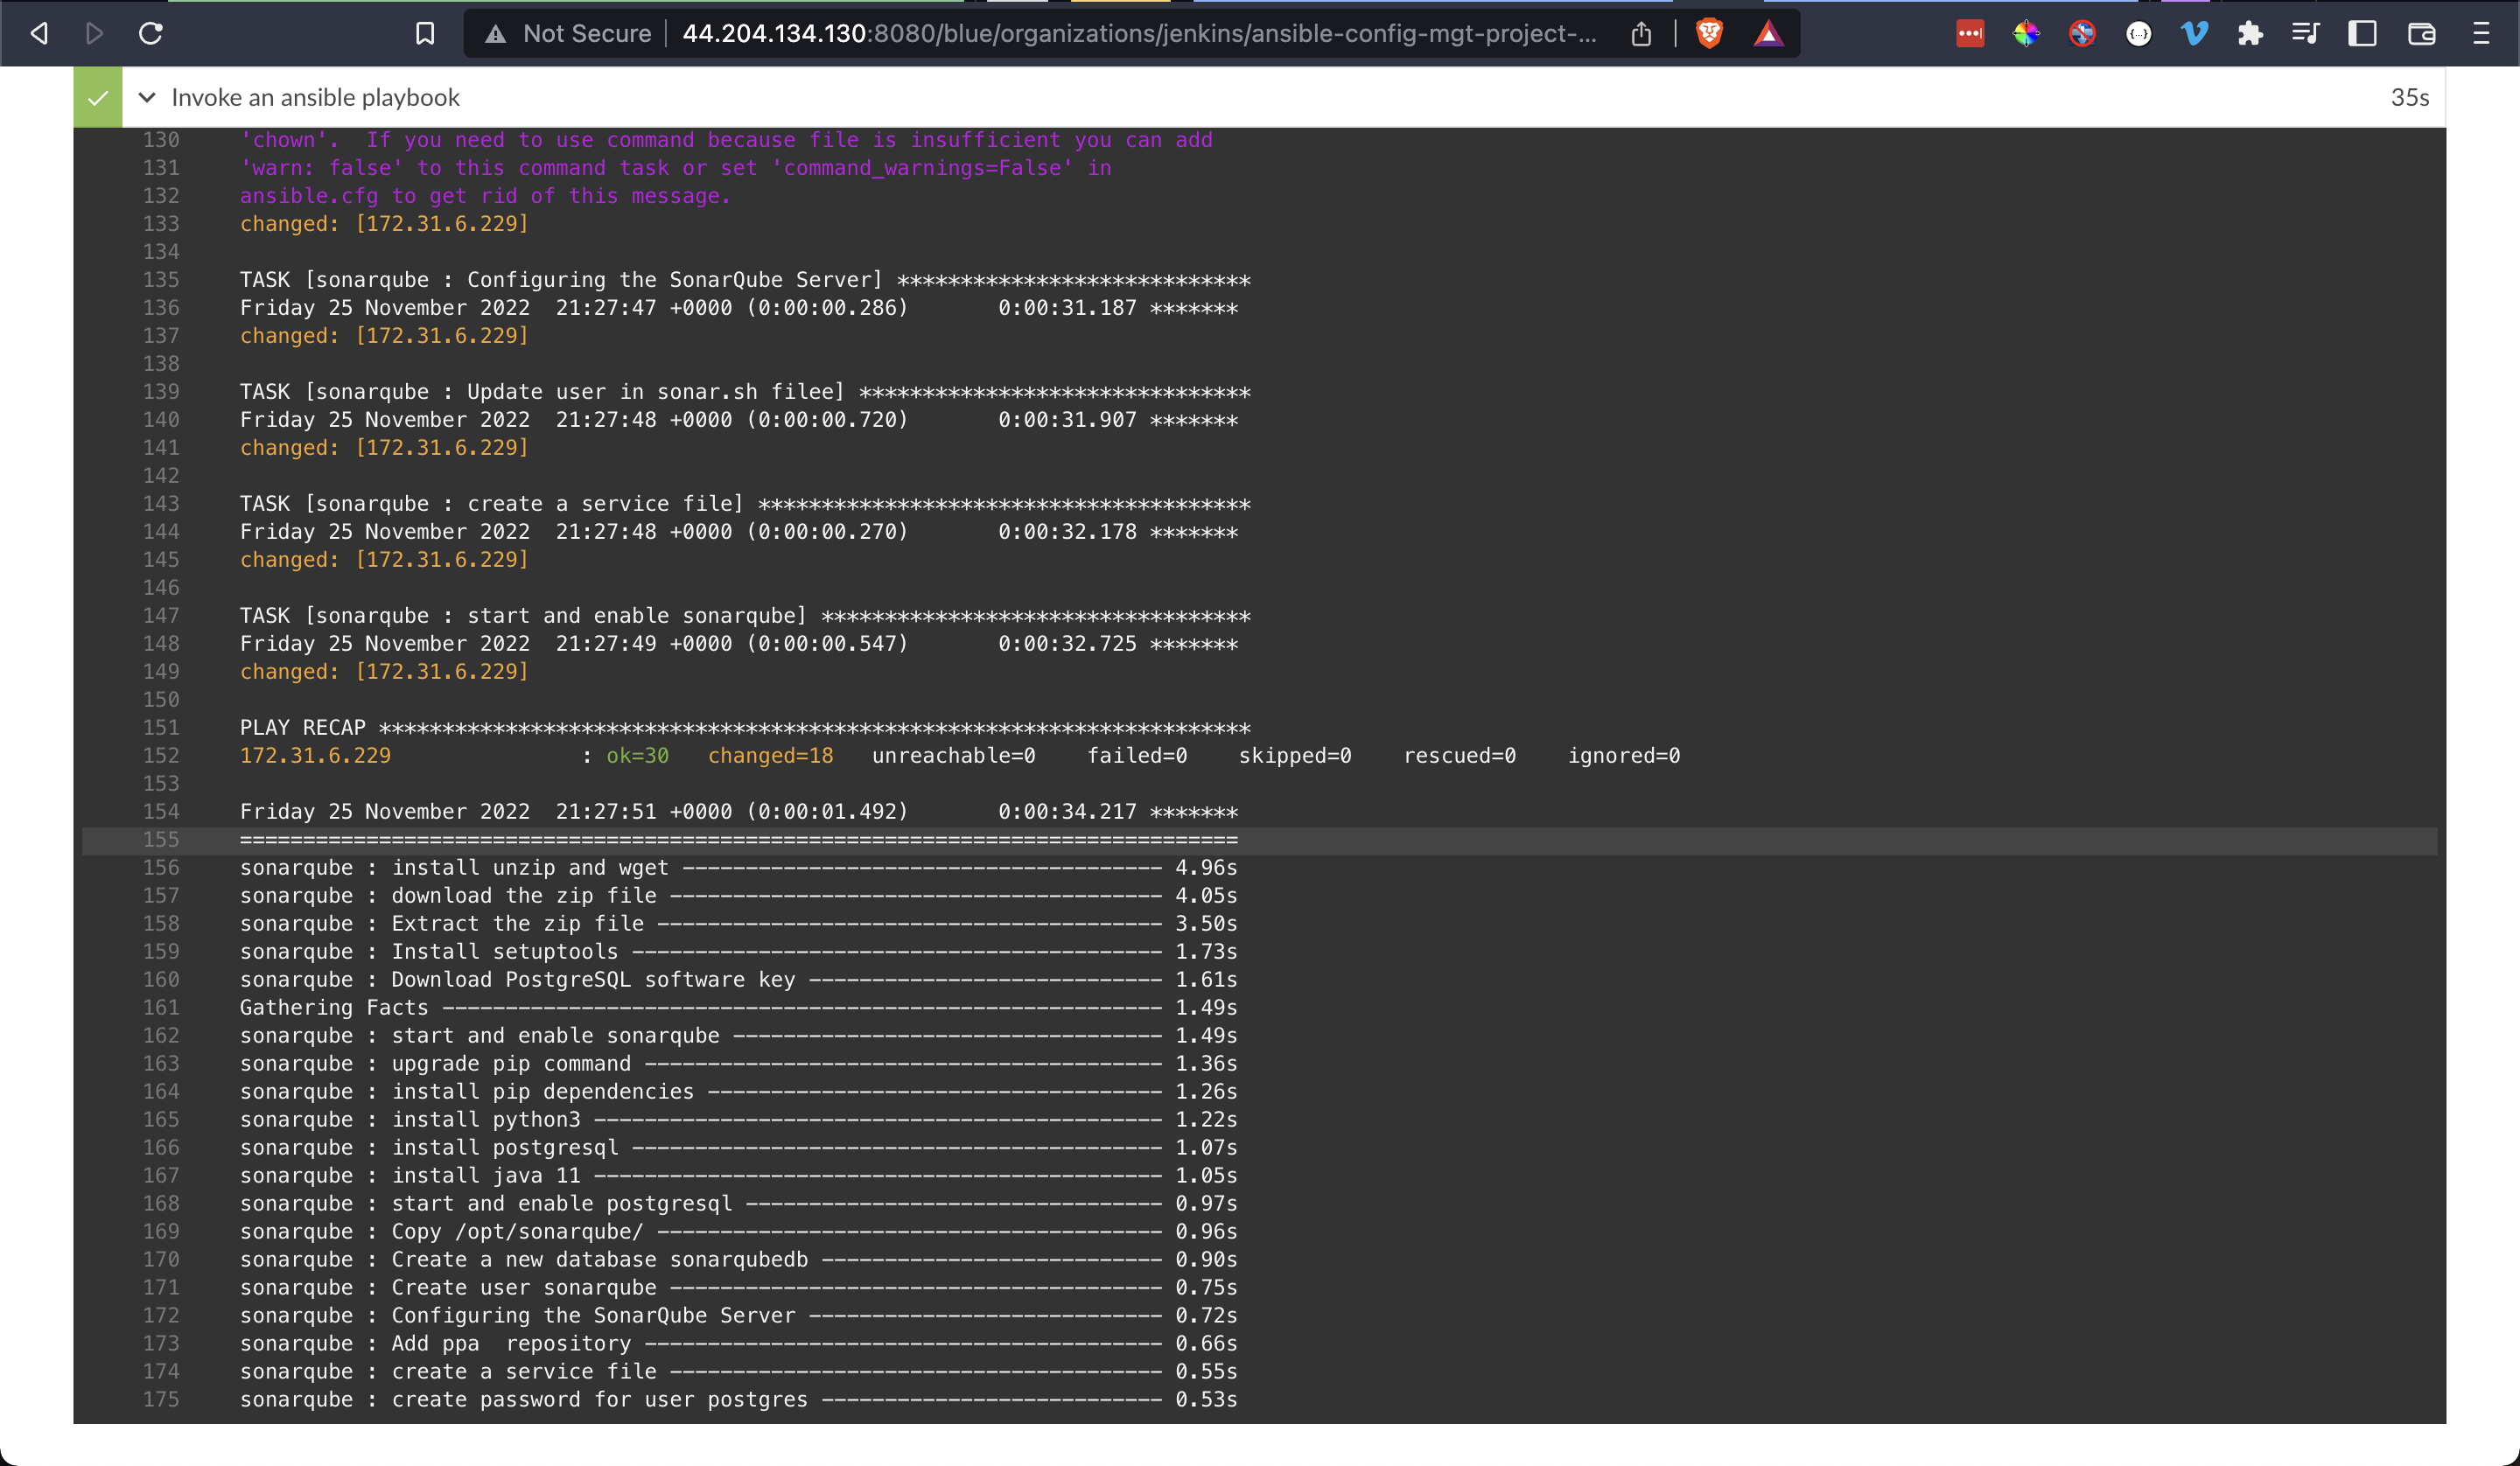 Not Secure | 44.204.134.130:8080/blue/organizations/jenkins/ansible-config-mgt-project-...
Invoke an ansible playbook 35s
130 'chown'.  If you need to use command because file is insufficient you can add
131 'warn: false' to this command task or set 'command_warnings=False' in
132 ansible.cfg to get rid of this message.
133 changed: [172.31.6.229]
134
135 TASK [sonarqube : Configuring the SonarQube Server] ****************************
136 Friday 25 November 2022  21:27:47 +0000 (0:00:00.286)       0:00:31.187 *******
137 changed: [172.31.6.229]
138
139 TASK [sonarqube : Update user in sonar.sh filee] *******************************
140 Friday 25 November 2022  21:27:48 +0000 (0:00:00.720)       0:00:31.907 *******
141 changed: [172.31.6.229]
142
143 TASK [sonarqube : create a service file] ***************************************
144 Friday 25 November 2022  21:27:48 +0000 (0:00:00.270)       0:00:32.178 *******
145 changed: [172.31.6.229]
146
147 TASK [sonarqube : start and enable sonarqube] **********************************
148 Friday 25 November 2022  21:27:49 +0000 (0:00:00.547)       0:00:32.725 *******
149 changed: [172.31.6.229]
150
151 PLAY RECAP *********************************************************************
152 172.31.6.229               : ok=30   changed=18   unreachable=0    failed=0    skipped=0    rescued=0    ignored=0
153
154 Friday 25 November 2022  21:27:51 +0000 (0:00:01.492)       0:00:34.217 *******
155 ===============================================================================
156 sonarqube : install unzip and wget -------------------------------------- 4.96s
157 sonarqube : download the zip file --------------------------------------- 4.05s
158 sonarqube : Extract the zip file ---------------------------------------- 3.50s
159 sonarqube : Install setuptools ------------------------------------------ 1.73s
160 sonarqube : Download PostgreSQL software key ---------------------------- 1.61s
161 Gathering Facts --------------------------------------------------------- 1.49s
162 sonarqube : start and enable sonarqube ---------------------------------- 1.49s
163 sonarqube : upgrade pip command ----------------------------------------- 1.36s
164 sonarqube : install pip dependencies ------------------------------------ 1.26s
165 sonarqube : install python3 --------------------------------------------- 1.22s
166 sonarqube : install postgresql ------------------------------------------ 1.07s
167 sonarqube : install java 11 --------------------------------------------- 1.05s
168 sonarqube : start and enable postgresql --------------------------------- 0.97s
169 sonarqube : Copy /opt/sonarqube/ ---------------------------------------- 0.96s
170 sonarqube : Create a new database sonarqubedb --------------------------- 0.90s
171 sonarqube : Create user sonarqube --------------------------------------- 0.75s
172 sonarqube : Configuring the SonarQube Server ---------------------------- 0.72s
173 sonarqube : Add ppa  repository ----------------------------------------- 0.66s
174 sonarqube : create a service file --------------------------------------- 0.55s
175 sonarqube : create password for user postgres --------------------------- 0.53s